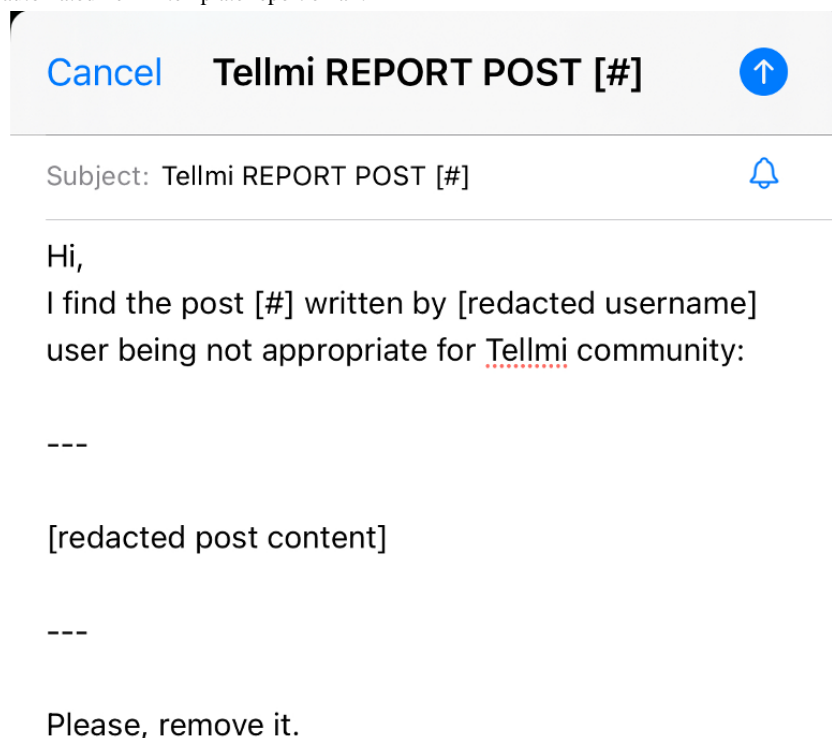 Cancel Tellmi REPORT POST [#]
Subject: Tellmi REPORT POST [#]
Hi,
I find the post [#] written by [redacted username]
user being not appropriate for Tellmi community:
---
[redacted post content]
---
Please, remove it.